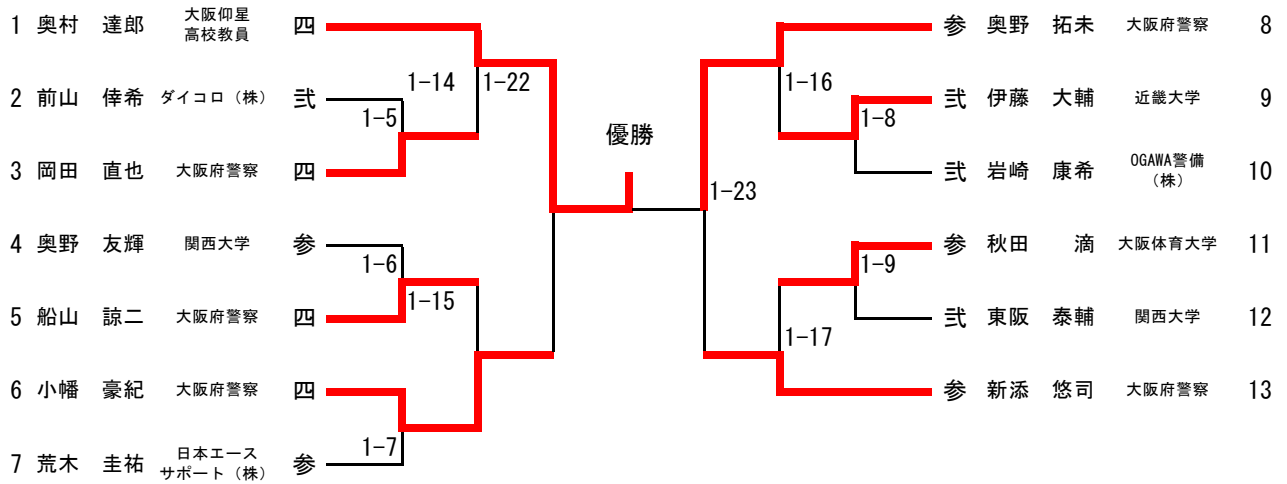 1 奥村 達郎 大阪仰星
高校教員 四
1-14
1-22
2 前山 倖希 ダイコロ（株） 弐
1-5
3 岡田 直也 大阪府警察 四
4 奥野 友輝 関西大学 参
1-6
1-15
5 船山 諒二 大阪府警察 四
6 小幡 豪紀 大阪府警察 四
1-7
7 荒木 圭祐 日本エース
サポート（株） 参
優勝
1-23
参 奥野 拓未 大阪府警察 8
1-16
弐 伊藤 大輔 近畿大学 9
1-8
弐 岩崎 康希 OGAWA警備
（株） 10
参 秋田 滴 大阪体育大学 11
1-9
弐 東阪 泰輔 関西大学 12
1-17
参 新添 悠司 大阪府警察 13